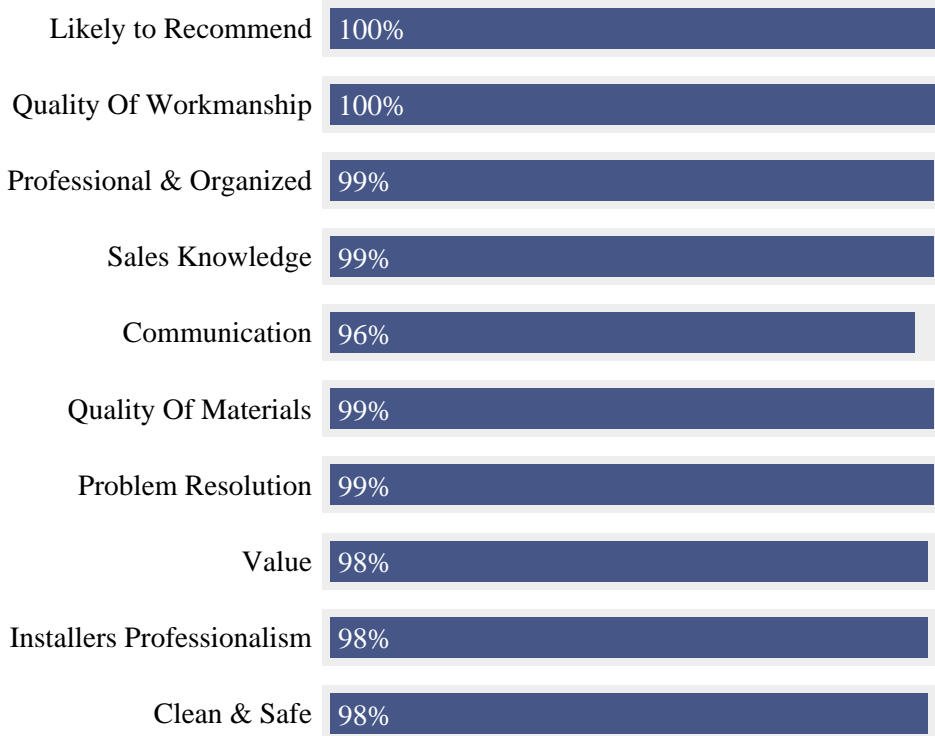 Likely to Recommend 100%
Quality Of Workmanship 100%
Professional & Organized 99%
Sales Knowledge 99%
Communication 96%
Quality Of Materials 99%
Problem Resolution 99%
Value 98%
Installers Professionalism 98%
Clean & Safe 98%